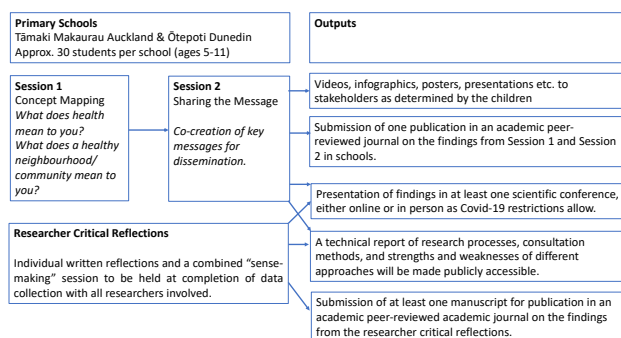 Primary Schools
Tāmaki Makaurau Auckland & Ōtepoti Dunedin
Approx. 30 students per school (ages 5-11)
Outputs
Session 1
Concept Mapping
What does health
mean to you?
What does a healthy
neighbourhood/
community mean to
you?
Session 2
Sharing the Message
Co-creation of key
messages for
dissemination.
Videos, infographics, posters, presentations etc. to
stakeholders as determined by the children
Submission of one publication in an academic peer-
reviewed journal on the findings from Session 1 and Session
2 in schools.
Presentation of findings in at least one scientific conference,
either online or in person as Covid-19 restrictions allow.
Researcher Critical Reflections
Individual written reflections and a combined “sense-
making” session to be held at completion of data
collection with all researchers involved.
A technical report of research processes, consultation
methods, and strengths and weaknesses of different
approaches will be made publicly accessible.
Submission of at least one manuscript for publication in an
academic peer-reviewed academic journal on the findings
from the researcher critical reflections.